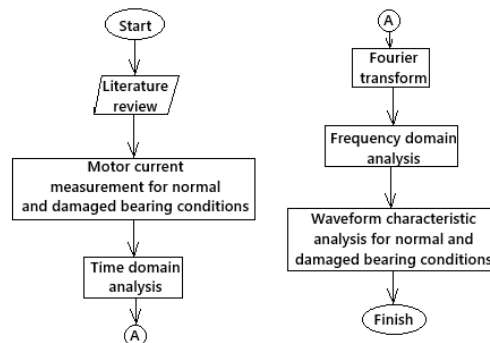 Start
Literature
review
Motor current
measurement for normal
and damaged bearing conditions
Time domain
analysis
A
A
Fourier
transform
Frequency domain
analysis
Waveform characteristic
analysis for normal and
damaged bearing conditions
Finish